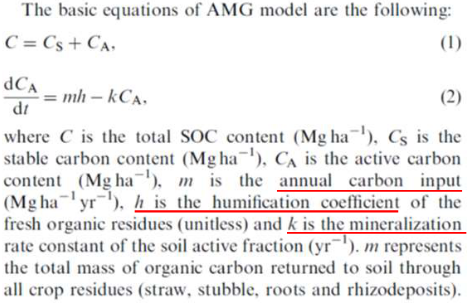 The basic equations of AMG model are the following:
C = C_S + C_A, (1)
dC_A/dt = mh − kC_A, (2)
where C is the total SOC content (Mg ha⁻¹), C_S is the
stable carbon content (Mg ha⁻¹), C_A is the active carbon
content (Mg ha⁻¹), m is the annual carbon input
(Mg ha⁻¹ yr⁻¹), h is the humification coefficient of the
fresh organic residues (unitless) and k is the mineralization
rate constant of the soil active fraction (yr⁻¹). m represents
the total mass of organic carbon returned to soil through
all crop residues (straw, stubble, roots and rhizodeposits).